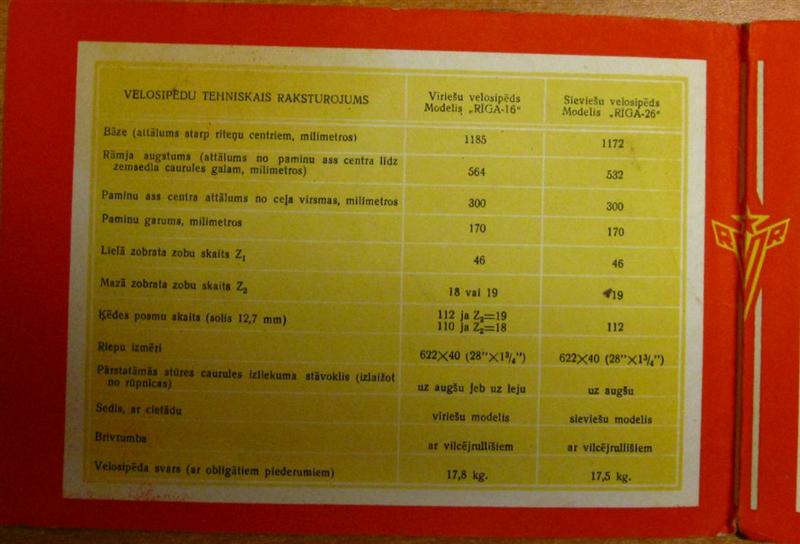 VELOSIPĒDU TEHNISKAIS RAKSTUROJUMS
Vīriešu velosipēds
Modelis „RĪGA-16"
Sieviešu velosipēds
Modelis „RĪGA-26"
Bāze (attālums starp riteņu centriem, milimetros)
1185
1172
Rāmja augstums (attālums no paminu ass centra līdz
zemsedla caurules galam, milimetros)
564
532
Paminu ass centra attālums no ceļa virsmas, milimetros
300
300
Paminu garums, milimetros
170
170
Lielā zobrata zobu skaits Z₁
46
46
Mazā zobrata zobu skaits Z₂
18 vai 19
19
Ķēdes posmu skaits (solis 12,7 mm)
112 ja Z₂=19
110 ja Z₂=18
112
Riepu izmēri
622×40 (28"×1³/₄")
622×40 (28"×1³/₄")
Pārstatāmās stūres caurules izliekuma stāvoklis (izlaižot
no rūpnīcas)
uz augšu jeb uz leju
uz augšu
Sedls, ar cietādu
vīriešu modelis
sieviešu modelis
Brīvrumba
ar vilcējrullīšiem
ar vilcējrullīšiem
Velosipēda svars (ar obligātiem piederumiem)
17,8 kg.
17,5 kg.
R R